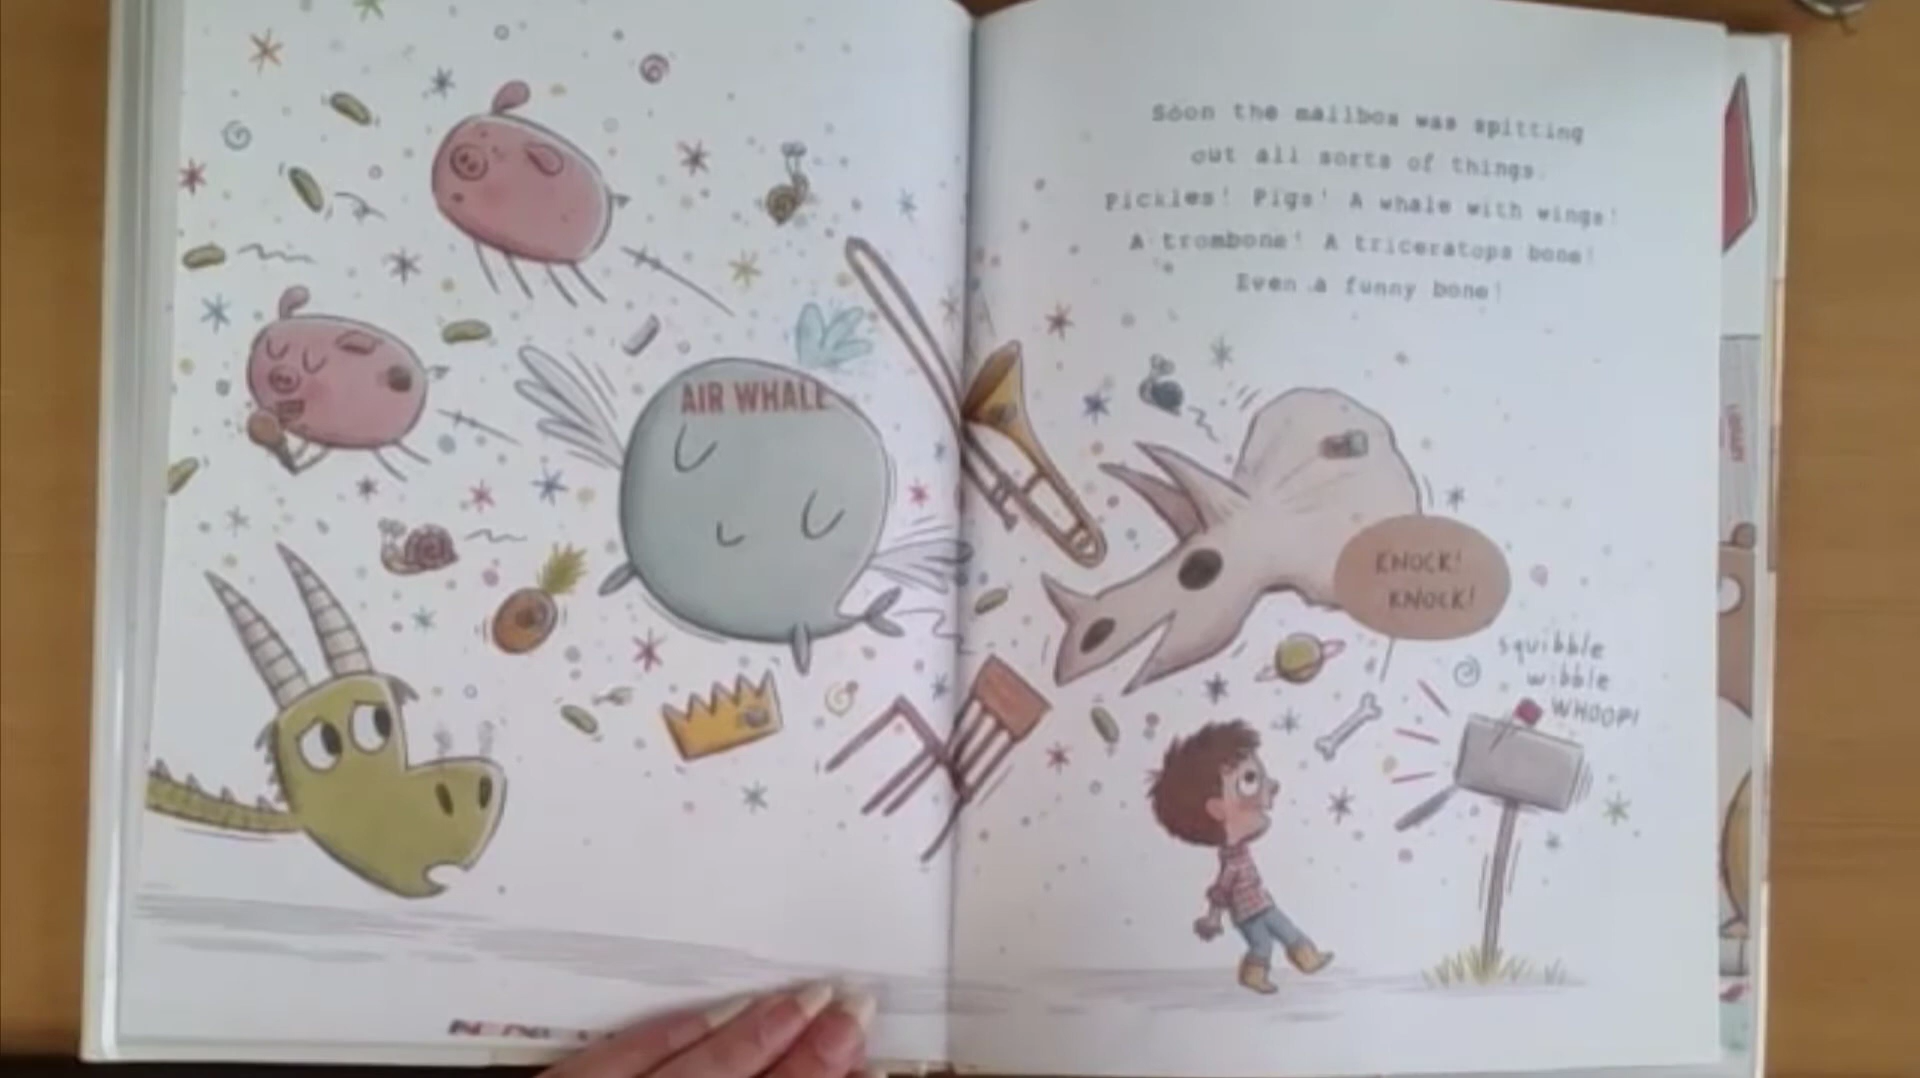 AIR WHALE
Soon the mailbox was spitting
out all sorts of things.
Pickles! Pigs! A whale with wings!
A trombone! A triceratops bone!
Even a funny bone!
KNOCK!
KNOCK!
squibble
wibble
WHOOP!